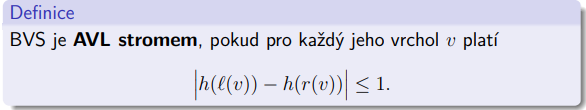 Definice
BVS je AVL stromem, pokud pro každý jeho vrchol v platí
|h(ℓ(v)) − h(r(v))| ≤ 1.